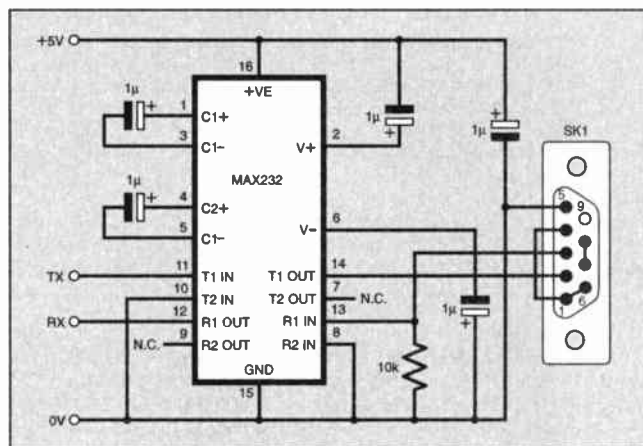 +5V
16
+VE
1µ
+
1
C1+
3
C1-
2
V+
1µ
+
+
1µ
SK1
MAX232
1µ
+
4
C2+
5
C1-
6
V-
5
9
TX
11
T1 IN
T1 OUT
14
10
T2 IN
T2 OUT
7
N.C.
RX
12
R1 OUT
R1 IN
13
N.C.
9
R2 OUT
R2 IN
8
1µ
+
1
6
GND
15
10k
0V